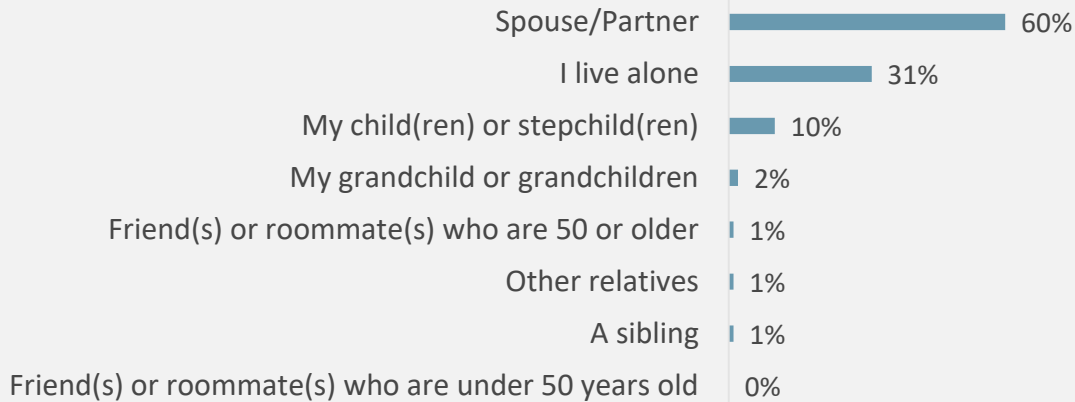 Spouse/Partner 60%
I live alone 31%
My child(ren) or stepchild(ren) 10%
My grandchild or grandchildren 2%
Friend(s) or roommate(s) who are 50 or older 1%
Other relatives 1%
A sibling 1%
Friend(s) or roommate(s) who are under 50 years old 0%